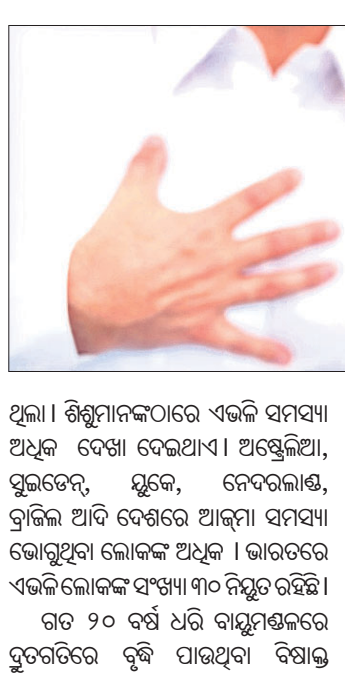 ଥିଲା। ଶିଶୁମାନଙ୍କଠାରେ ଏଭଳି ସମସ୍ୟା
ଅଧିକ ଦେଖା ଦେଇଥାଏ। ଅଷ୍ଟ୍ରେଲିଆ,
ସୁଇଡେନ୍, ୟୁକେ, ନେଦରଲାଣ୍ଡ,
ବ୍ରାଜିଲ ଆଦି ଦେଶରେ ଆଜ୍‌ମା ସମସ୍ୟା
ଭୋଗୁଥିବା ଲୋକଙ୍କ ଅଧିକ । ଭାରତରେ
ଏଭଳି ଲୋକଙ୍କ ସଂଖ୍ୟା ୩୦ ନିୟୁତ ରହିଛି।
ଗତ ୨୦ ବର୍ଷ ଧରି ବାୟୁମଣ୍ଡଳରେ
ଦ୍ରୁତଗତିରେ ବୃଦ୍ଧି ପାଉଥିବା ବିଷାକ୍ତ